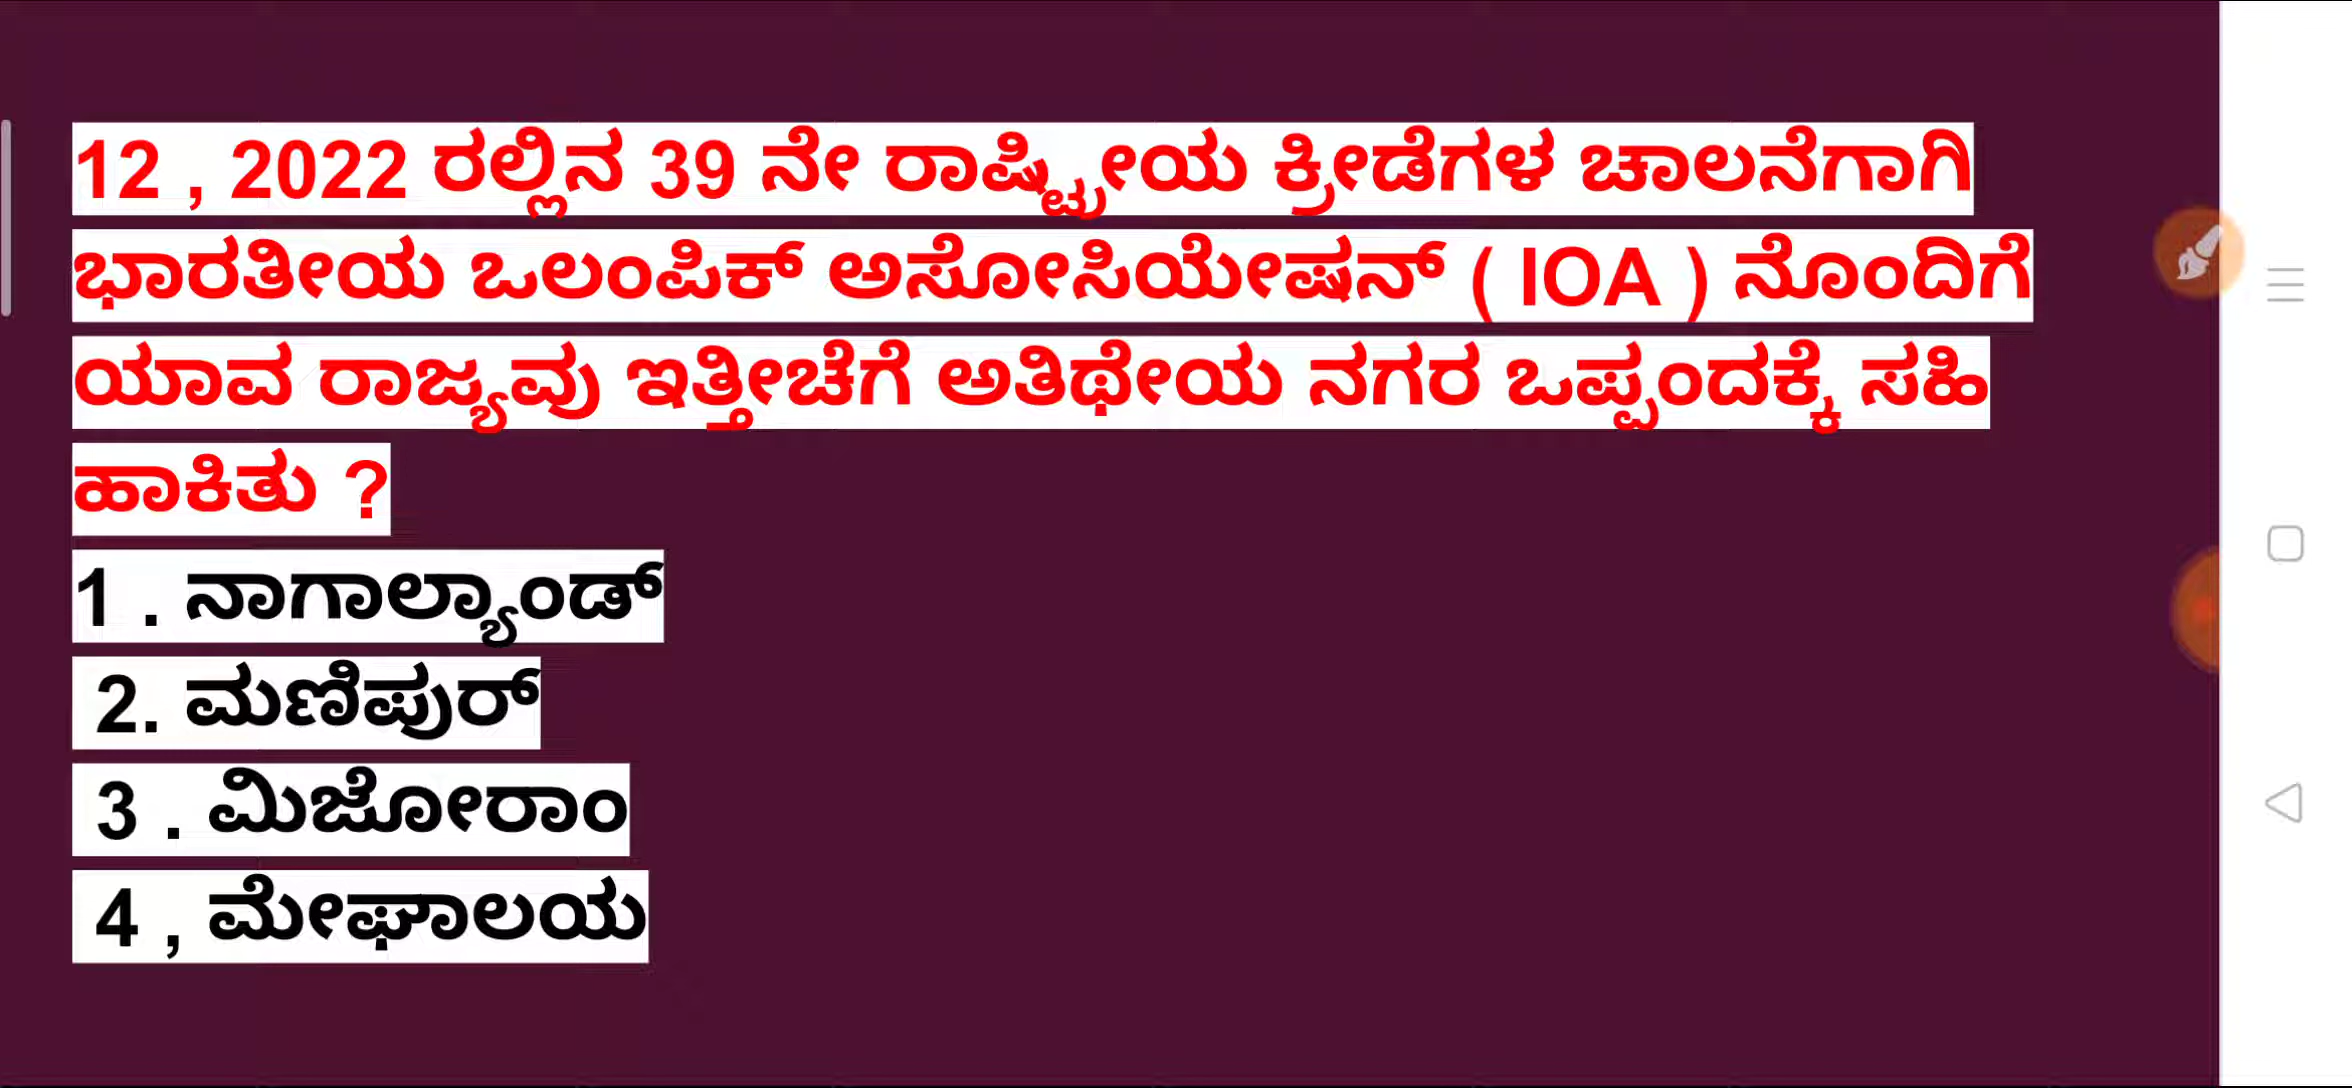 12 , 2022 ರಲ್ಲಿನ 39 ನೇ ರಾಷ್ಟ್ರೀಯ ಕ್ರೀಡೆಗಳ ಚಾಲನೆಗಾಗಿ
ಭಾರತೀಯ ಒಲಂಪಿಕ್ ಅಸೋಸಿಯೇಷನ್ ( IOA ) ನೊಂದಿಗೆ
ಯಾವ ರಾಜ್ಯವು ಇತ್ತೀಚೆಗೆ ಅತಿಥೇಯ ನಗರ ಒಪ್ಪಂದಕ್ಕೆ ಸಹಿ
ಹಾಕಿತು ?
1 . ನಾಗಾಲ್ಯಾಂಡ್
2. ಮಣಿಪುರ್
3 . ಮಿಜೋರಾಂ
4 , ಮೇಘಾಲಯ